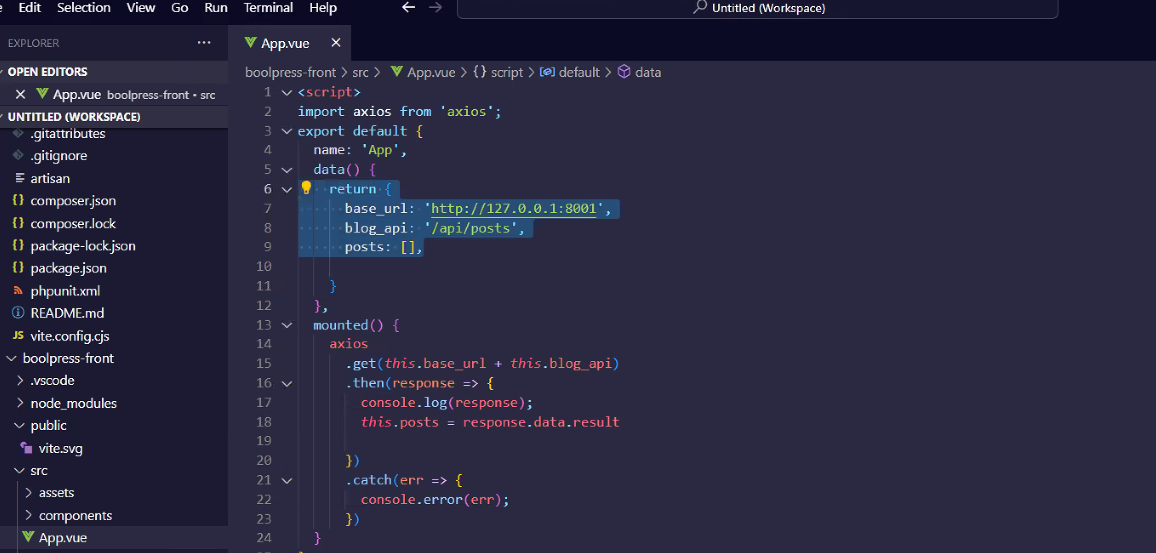 Edit Selection View Go Run Terminal Help
Untitled (Workspace)
EXPLORER
OPEN EDITORS
App.vue boolpress-front • src
UNTITLED (WORKSPACE)
.gitattributes
.gitignore
artisan
composer.json
composer.lock
package-lock.json
package.json
phpunit.xml
README.md
vite.config.cjs
boolpress-front
.vscode
node_modules
public
vite.svg
src
assets
components
App.vue
App.vue
boolpress-front > src > App.vue > {} script > default > data
1 <script>
2 import axios from 'axios';
3 export default {
4 name: 'App',
5 data() {
6 return {
7 base_url: 'http://127.0.0.1:8001',
8 blog_api: '/api/posts',
9 posts: [],
10
11 }
12 },
13 mounted() {
14 axios
15 .get(this.base_url + this.blog_api)
16 .then(response => {
17 console.log(response);
18 this.posts = response.data.result
19
20 })
21 .catch(err => {
22 console.error(err);
23 })
24 }